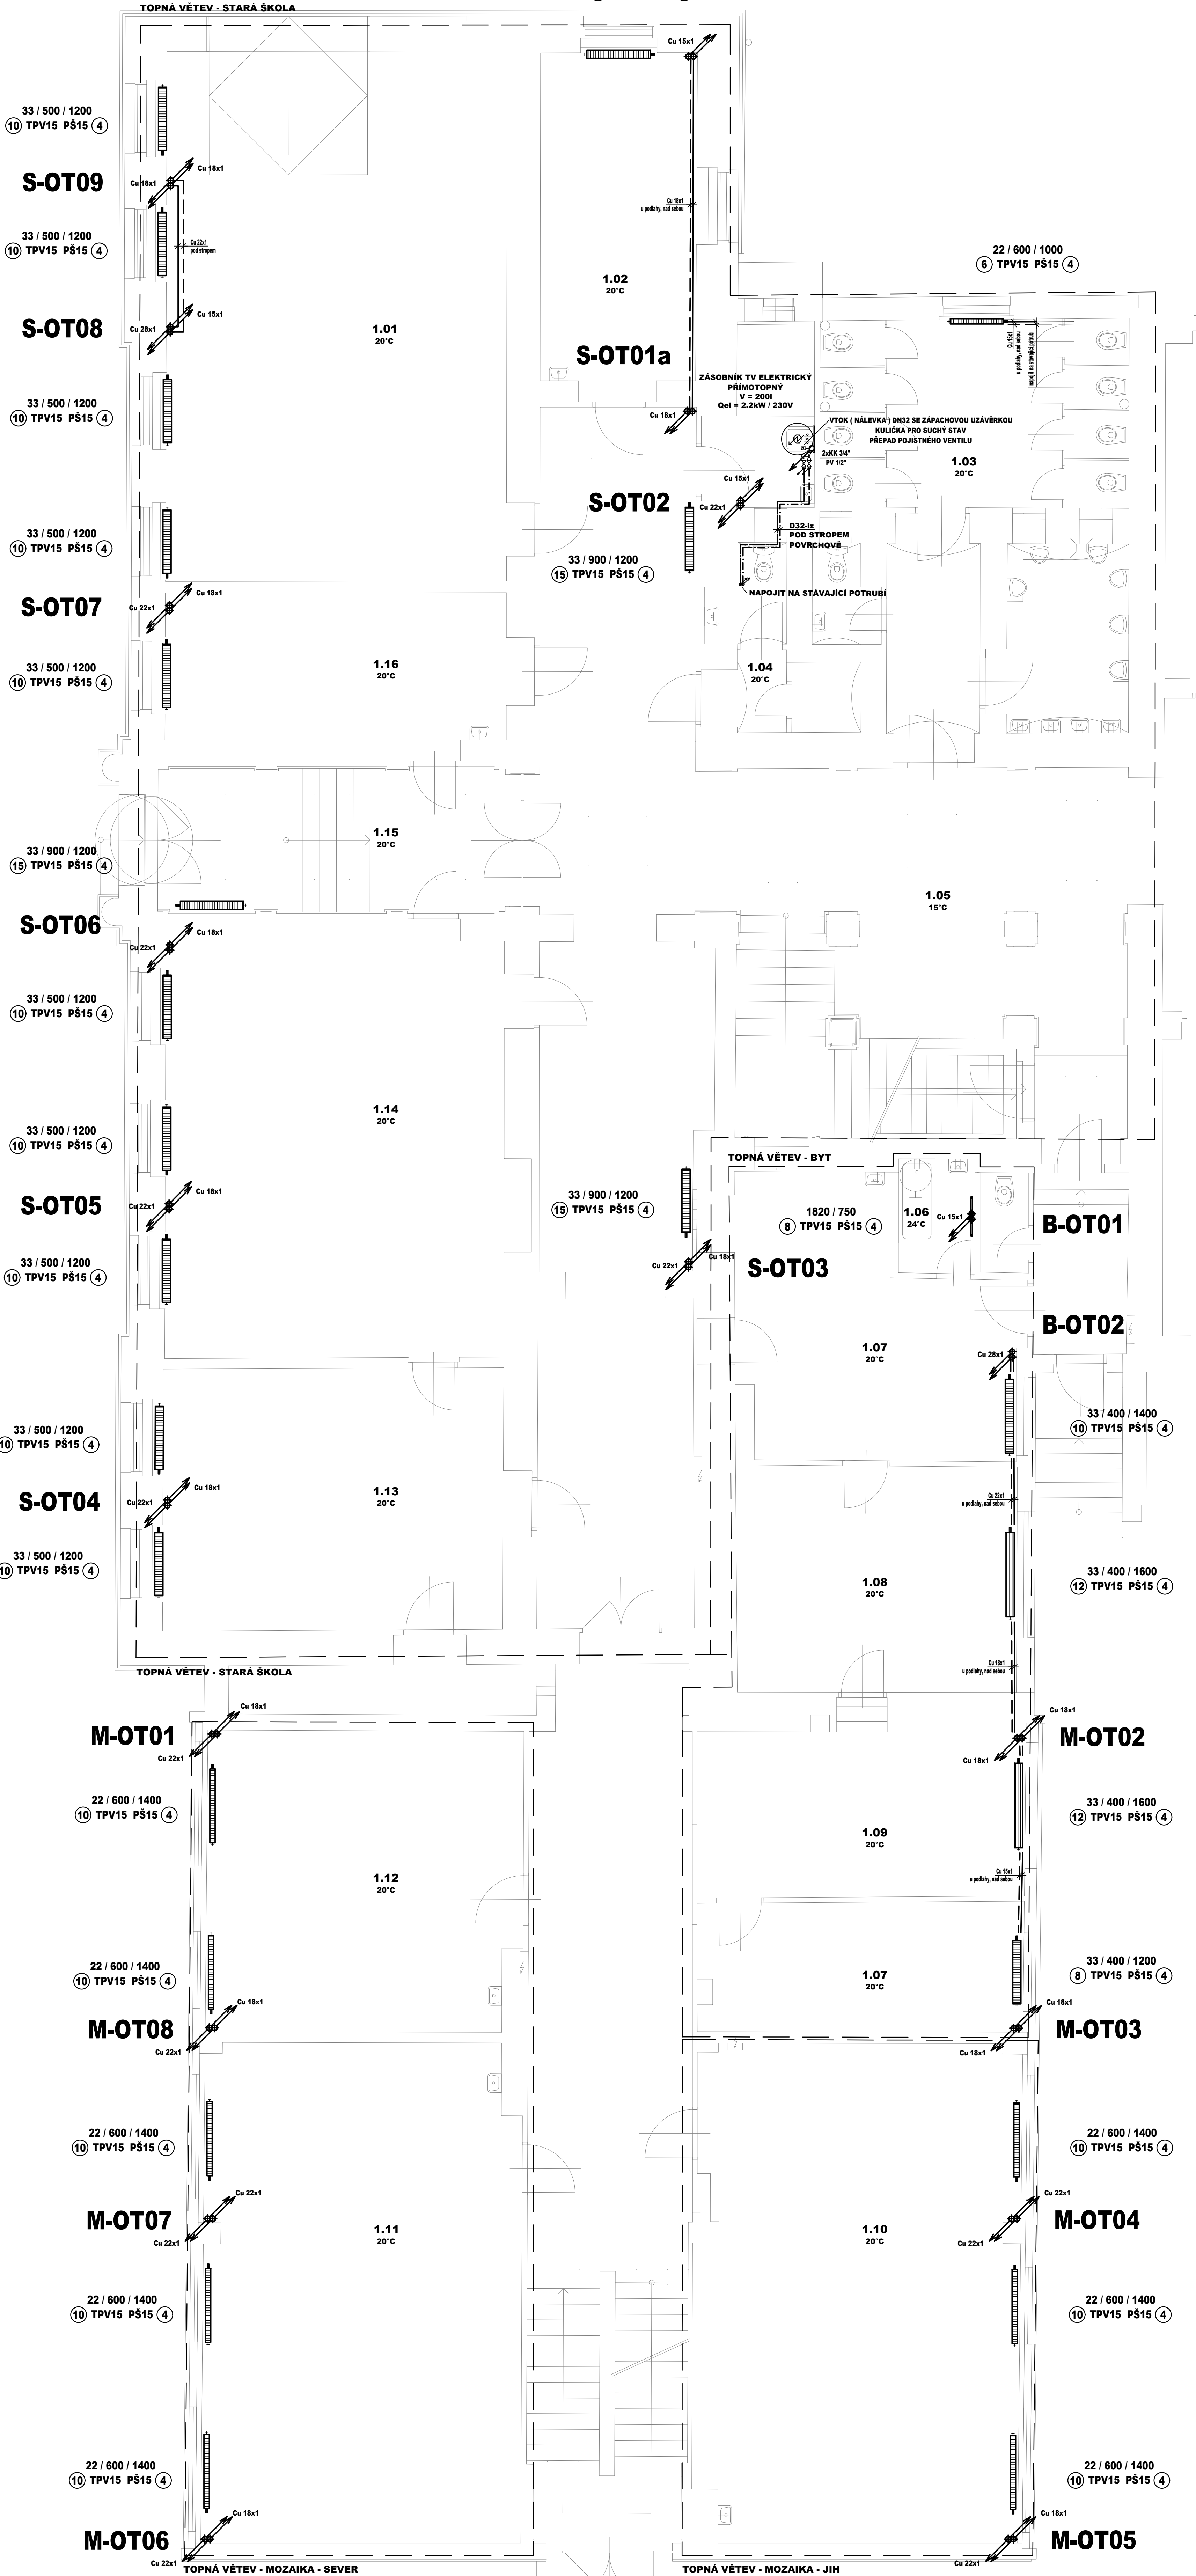 TOPNÁ VĚTEV - STARÁ ŠKOLA
Cu 15x1
33 / 500 / 1200
10 TPV15 PŠ15 4
Cu 18x1
S-OT09
Cu 18x1
Cu 18x1
u podlahy, nad sebou
33 / 500 / 1200
10 TPV15 PŠ15 4
Cu 22x1
pod stropem
22 / 600 / 1000
6 TPV15 PŠ15 4
1.02
20°C
Cu 15x1
S-OT08
Cu 28x1
1.01
20°C
Cu 15x1
u podlahy, nad sebou
napojit na stávající potrubí
S-OT01a
ZÁSOBNÍK TV ELEKTRICKÝ
PŘÍMOTOPNÝ
V = 200l
Qel = 2.2kW / 230V
33 / 500 / 1200
10 TPV15 PŠ15 4
Cu 18x1
VTOK ( NÁLEVKA ) DN32 SE ZÁPACHOVOU UZÁVĚRKOU
KULIČKA PRO SUCHÝ STAV
PŘEPAD POJISTNÉHO VENTILU
2xKK 3/4"
PV 1/2"
1.03
20°C
Cu 15x1
S-OT02
Cu 22x1
33 / 500 / 1200
10 TPV15 PŠ15 4
D32-iz
POD STROPEM
POVRCHOVĚ
33 / 900 / 1200
15 TPV15 PŠ15 4
NAPOJIT NA STÁVAJÍCÍ POTRUBÍ
S-OT07
Cu 22x1
Cu 18x1
33 / 500 / 1200
10 TPV15 PŠ15 4
1.16
20°C
1.04
20°C
33 / 900 / 1200
15 TPV15 PŠ15 4
1.15
20°C
1.05
15°C
S-OT06
Cu 22x1
Cu 18x1
33 / 500 / 1200
10 TPV15 PŠ15 4
33 / 500 / 1200
10 TPV15 PŠ15 4
1.14
20°C
TOPNÁ VĚTEV - BYT
S-OT05
Cu 22x1
Cu 18x1
33 / 900 / 1200
15 TPV15 PŠ15 4
1820 / 750
8 TPV15 PŠ15 4
1.06
24°C
Cu 15x1
B-OT01
33 / 500 / 1200
10 TPV15 PŠ15 4
Cu 22x1
Cu 18x1
S-OT03
B-OT02
1.07
20°C
Cu 28x1
33 / 400 / 1400
10 TPV15 PŠ15 4
33 / 500 / 1200
10 TPV15 PŠ15 4
S-OT04
Cu 22x1
Cu 18x1
1.13
20°C
Cu 22x1
u podlahy, nad sebou
33 / 500 / 1200
10 TPV15 PŠ15 4
1.08
20°C
33 / 400 / 1600
12 TPV15 PŠ15 4
Cu 18x1
u podlahy, nad sebou
TOPNÁ VĚTEV - STARÁ ŠKOLA
M-OT01
Cu 18x1
Cu 22x1
Cu 18x1
M-OT02
Cu 18x1
22 / 600 / 1400
10 TPV15 PŠ15 4
1.09
20°C
33 / 400 / 1600
12 TPV15 PŠ15 4
1.12
20°C
Cu 15x1
u podlahy, nad sebou
22 / 600 / 1400
10 TPV15 PŠ15 4
1.07
20°C
33 / 400 / 1200
8 TPV15 PŠ15 4
M-OT08
Cu 18x1
Cu 22x1
Cu 18x1
M-OT03
Cu 18x1
22 / 600 / 1400
10 TPV15 PŠ15 4
22 / 600 / 1400
10 TPV15 PŠ15 4
M-OT07
Cu 22x1
Cu 22x1
1.11
20°C
1.10
20°C
Cu 22x1
M-OT04
Cu 22x1
22 / 600 / 1400
10 TPV15 PŠ15 4
22 / 600 / 1400
10 TPV15 PŠ15 4
22 / 600 / 1400
10 TPV15 PŠ15 4
22 / 600 / 1400
10 TPV15 PŠ15 4
M-OT06
Cu 18x1
Cu 22x1
Cu 18x1
M-OT05
Cu 22x1
TOPNÁ VĚTEV - MOZAIKA - SEVER
TOPNÁ VĚTEV - MOZAIKA - JIH